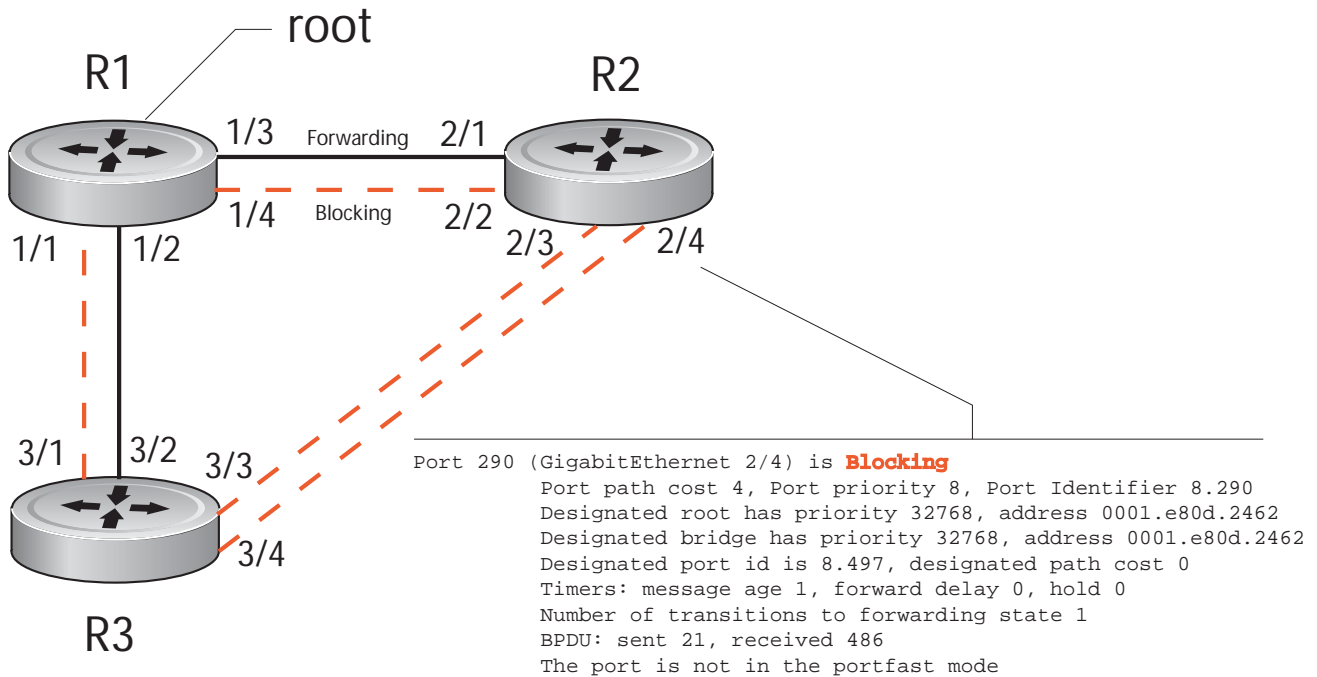 root
R1
R2
1/3 Forwarding 2/1
1/4 Blocking 2/2
1/1 1/2
2/3 2/4
3/1 3/2 3/3
3/4
R3
Port 290 (GigabitEthernet 2/4) is Blocking
Port path cost 4, Port priority 8, Port Identifier 8.290
Designated root has priority 32768, address 0001.e80d.2462
Designated bridge has priority 32768, address 0001.e80d.2462
Designated port id is 8.497, designated path cost 0
Timers: message age 1, forward delay 0, hold 0
Number of transitions to forwarding state 1
BPDU: sent 21, received 486
The port is not in the portfast mode